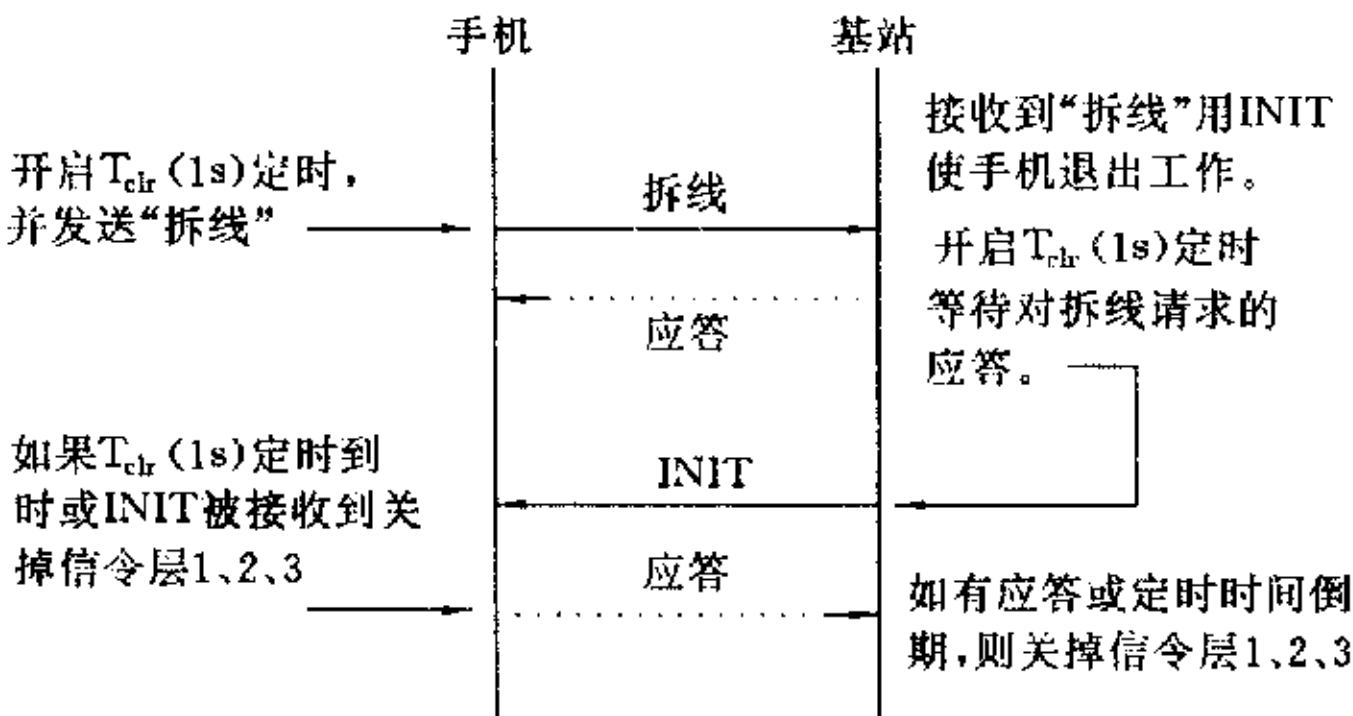 手机
基站
开启Tclr(1s)定时，
并发送“拆线”
拆线
应答
接收到“拆线”用INIT
使手机退出工作。
开启Tclr(1s)定时
等待对拆线请求的
应答。
如果Tclr(1s)定时到
时或INIT被接收到关
掉信令层1、2、3
INIT
应答
如有应答或定时时间倒
期，则关掉信令层1、2、3